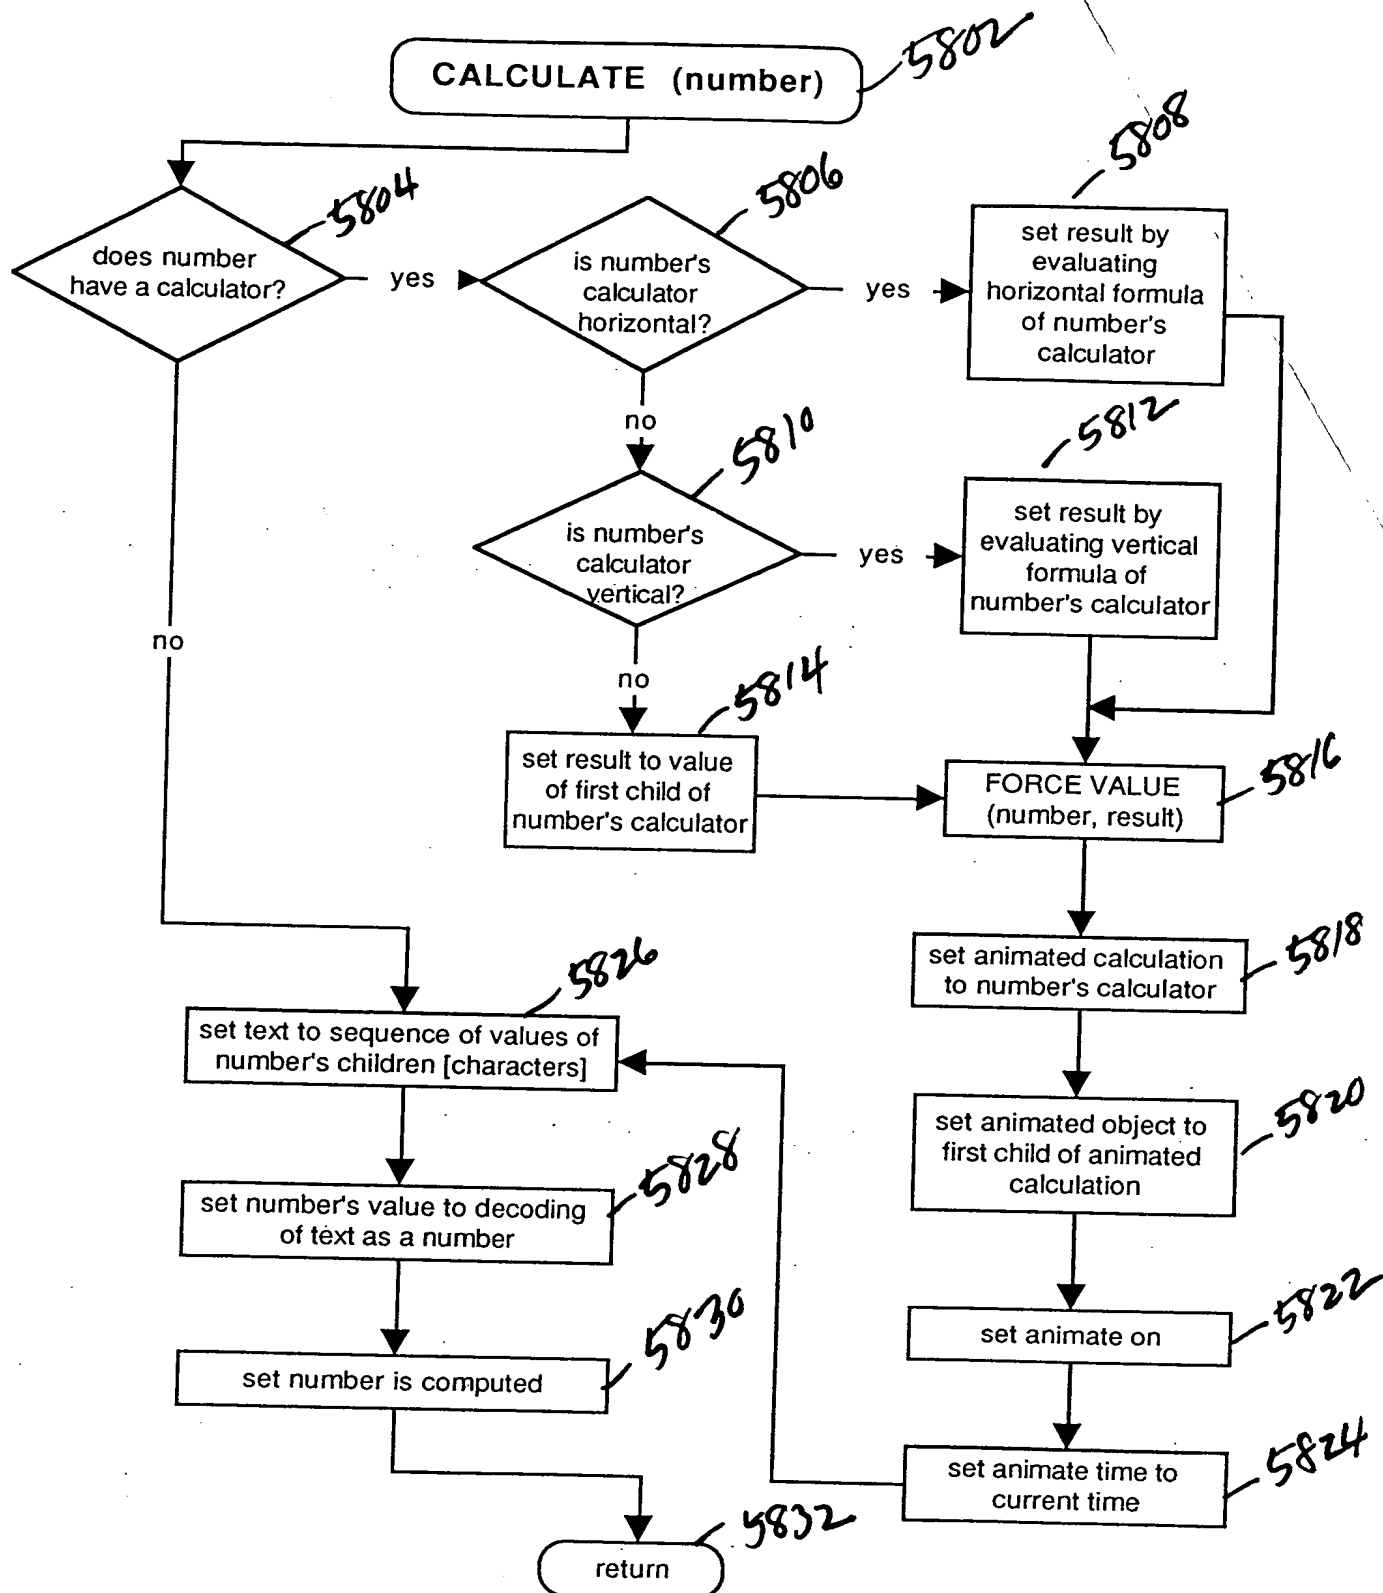 CALCULATE (number)
5802
does number
have a calculator?
5804
yes
is number's
calculator
horizontal?
5806
yes
set result by
evaluating
horizontal formula
of number's
calculator
5808
no
is number's
calculator
vertical?
5810
yes
set result by
evaluating vertical
formula of
number's calculator
5812
no
no
set result to value
of first child of
number's calculator
5814
FORCE VALUE
(number, result)
5816
set animated calculation
to number's calculator
5818
set animated object to
first child of animated
calculation
5820
set animate on
5822
set animate time to
current time
5824
set text to sequence of values of
number's children [characters]
5826
set number's value to decoding
of text as a number
5828
set number is computed
5830
return
5832